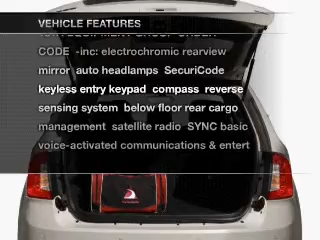 VEHICLE FEATURES
CODE -inc: electrochromic rearview
mirror auto headlamps SecuriCode
keyless entry keypad compass reverse
sensing system below floor rear cargo
management satellite radio SYNC basic
voice-activated communications & entert